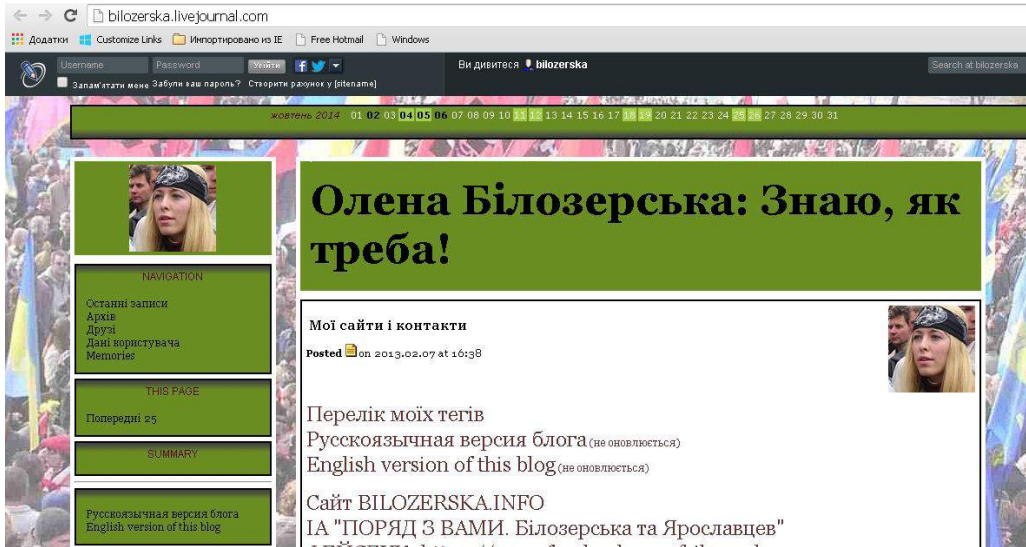 bilozerska.livejournal.com
Додатки Customize Links Импортировано из IE Free Hotmail Windows
Username Password Увійти Ви дивитеся bilozerska Search at bilozerska
Запам'ятати мене Забули ваш пароль? Створити рахунок у [sitename]
жовтень 2014 01 02 03 04 05 06 07 08 09 10 11 12 13 14 15 16 17 18 19 20 21 22 23 24 25 26 27 28 29 30 31
Олена Білозерська: Знаю, як
треба!
NAVIGATION
Останні записи
Архів
Друзі
Дані користувача
Memories
THIS PAGE
Попередні 25
SUMMARY
Русскоязычная версия блога
English version of this blog
Мої сайти і контакти
Posted on 2013.02.07 at 16:38
Перелік моїх тегів
Русскоязычная версия блога (не оновлюється)
English version of this blog (не оновлюється)
Сайт BILOZERSKA.INFO
ІА "ПОРЯД З ВАМИ. Білозерська та Ярославцев"